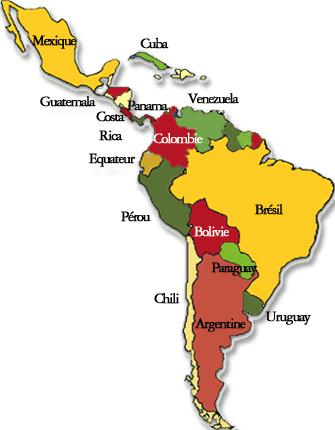 Mexique
Cuba
Guatemala
Panama
Venezuela
Costa
Rica
Colombie
Equateur
Pérou
Brésil
Bolivie
Paraguay
Chili
Argentine
Uruguay